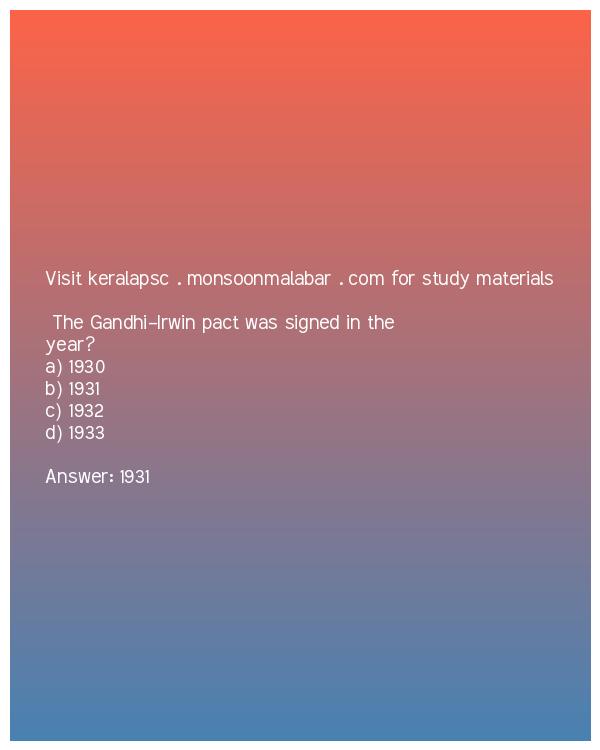 Visit keralapsc . monsoonmalabar . com for study materials
The Gandhi-Irwin pact was signed in the
year?
a) 1930
b) 1931
c) 1932
d) 1933
Answer: 1931